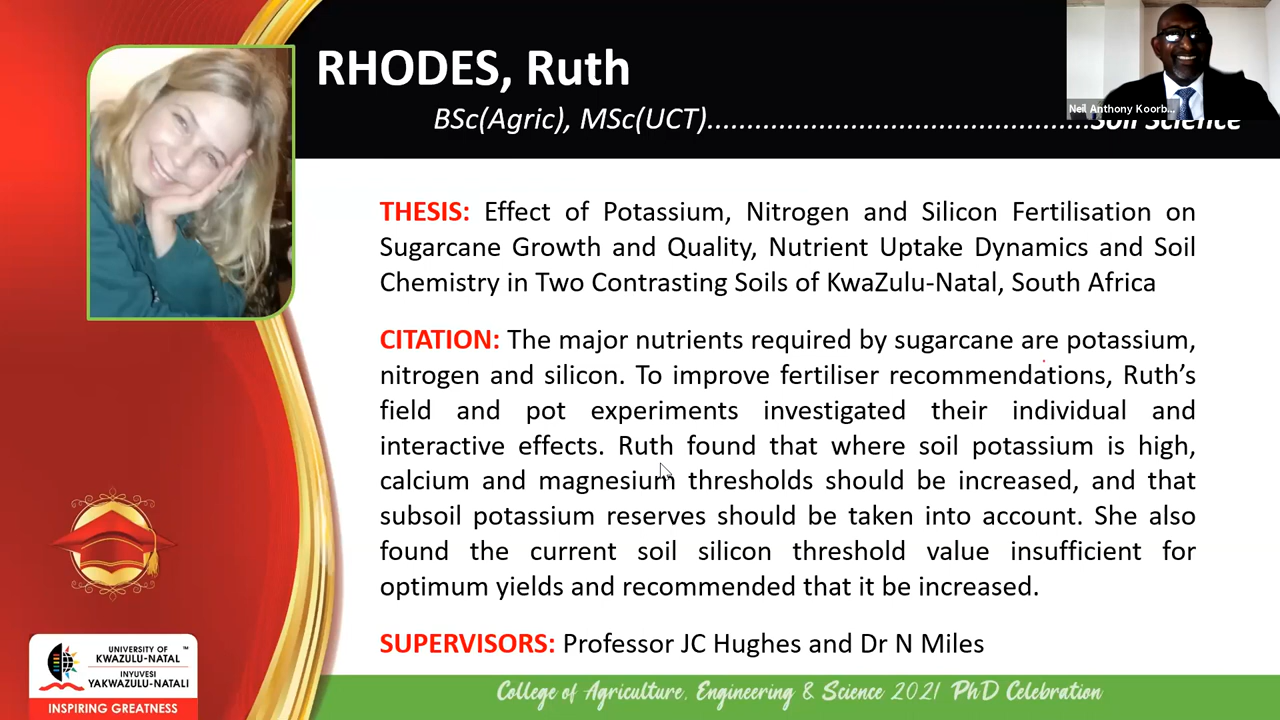 RHODES, Ruth
BSc(Agric), MSc(UCT)................................................Soil Science
Neil Anthony Koorb...
THESIS: Effect of Potassium, Nitrogen and Silicon Fertilisation on
Sugarcane Growth and Quality, Nutrient Uptake Dynamics and Soil
Chemistry in Two Contrasting Soils of KwaZulu-Natal, South Africa
CITATION: The major nutrients required by sugarcane are potassium,
nitrogen and silicon. To improve fertiliser recommendations, Ruth’s
field and pot experiments investigated their individual and
interactive effects. Ruth found that where soil potassium is high,
calcium and magnesium thresholds should be increased, and that
subsoil potassium reserves should be taken into account. She also
found the current soil silicon threshold value insufficient for
optimum yields and recommended that it be increased.
SUPERVISORS: Professor JC Hughes and Dr N Miles
UNIVERSITY OF ™
KWAZULU-NATAL
INYUVESI
YAKWAZULU-NATALI
INSPIRING GREATNESS
College of Agriculture, Engineering & Science 2021 PhD Celebration